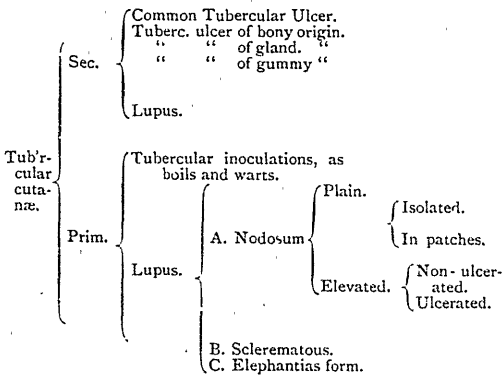 Common Tubercular Ulcer.
Tuberc. ulcer of bony origin.
“ “ of gland. “
“ “ of gummy “
Sec.
Lupus.
Tub'r-
cular
cuta-
næ.
Tubercular inoculations, as
boils and warts.
Prim.
Lupus.
A. Nodosum
Plain.
Isolated.
In patches.
Elevated.
Non-ulcer-
ated.
Ulcerated.
B. Sclerematous.
C. Elephantias form.